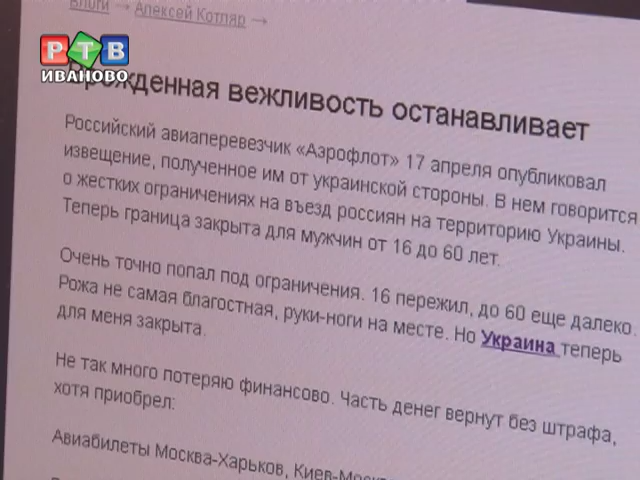 Блоги → Алексей Котляр →
РТВ
ИВАНОВО
Врожденная вежливость останавливает
Российский авиаперевозчик «Аэрофлот» 17 апреля опубликовал
извещение, полученное им от украинской стороны. В нем говорится
о жестких ограничениях на въезд россиян на территорию Украины.
Теперь граница закрыта для мужчин от 16 до 60 лет.
Очень точно попал под ограничения. 16 пережил, до 60 еще далеко.
Рожа не самая благостная, руки-ноги на месте. Но Украина теперь
для меня закрыта.
Не так много потеряю финансово. Часть денег вернут без штрафа,
хотя приобрел:
Авиабилеты Москва-Харьков, Киев-Москва